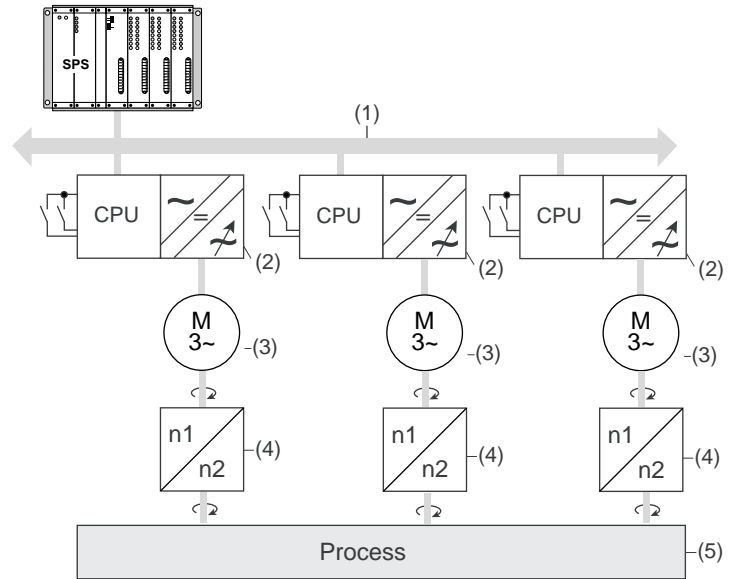 SPS
(1)
CPU
~
=
~
(2)
CPU
~
=
~
(2)
CPU
~
=
~
(2)
M
3~
(3)
M
3~
(3)
M
3~
(3)
n1
n2
(4)
n1
n2
(4)
n1
n2
(4)
Process
(5)